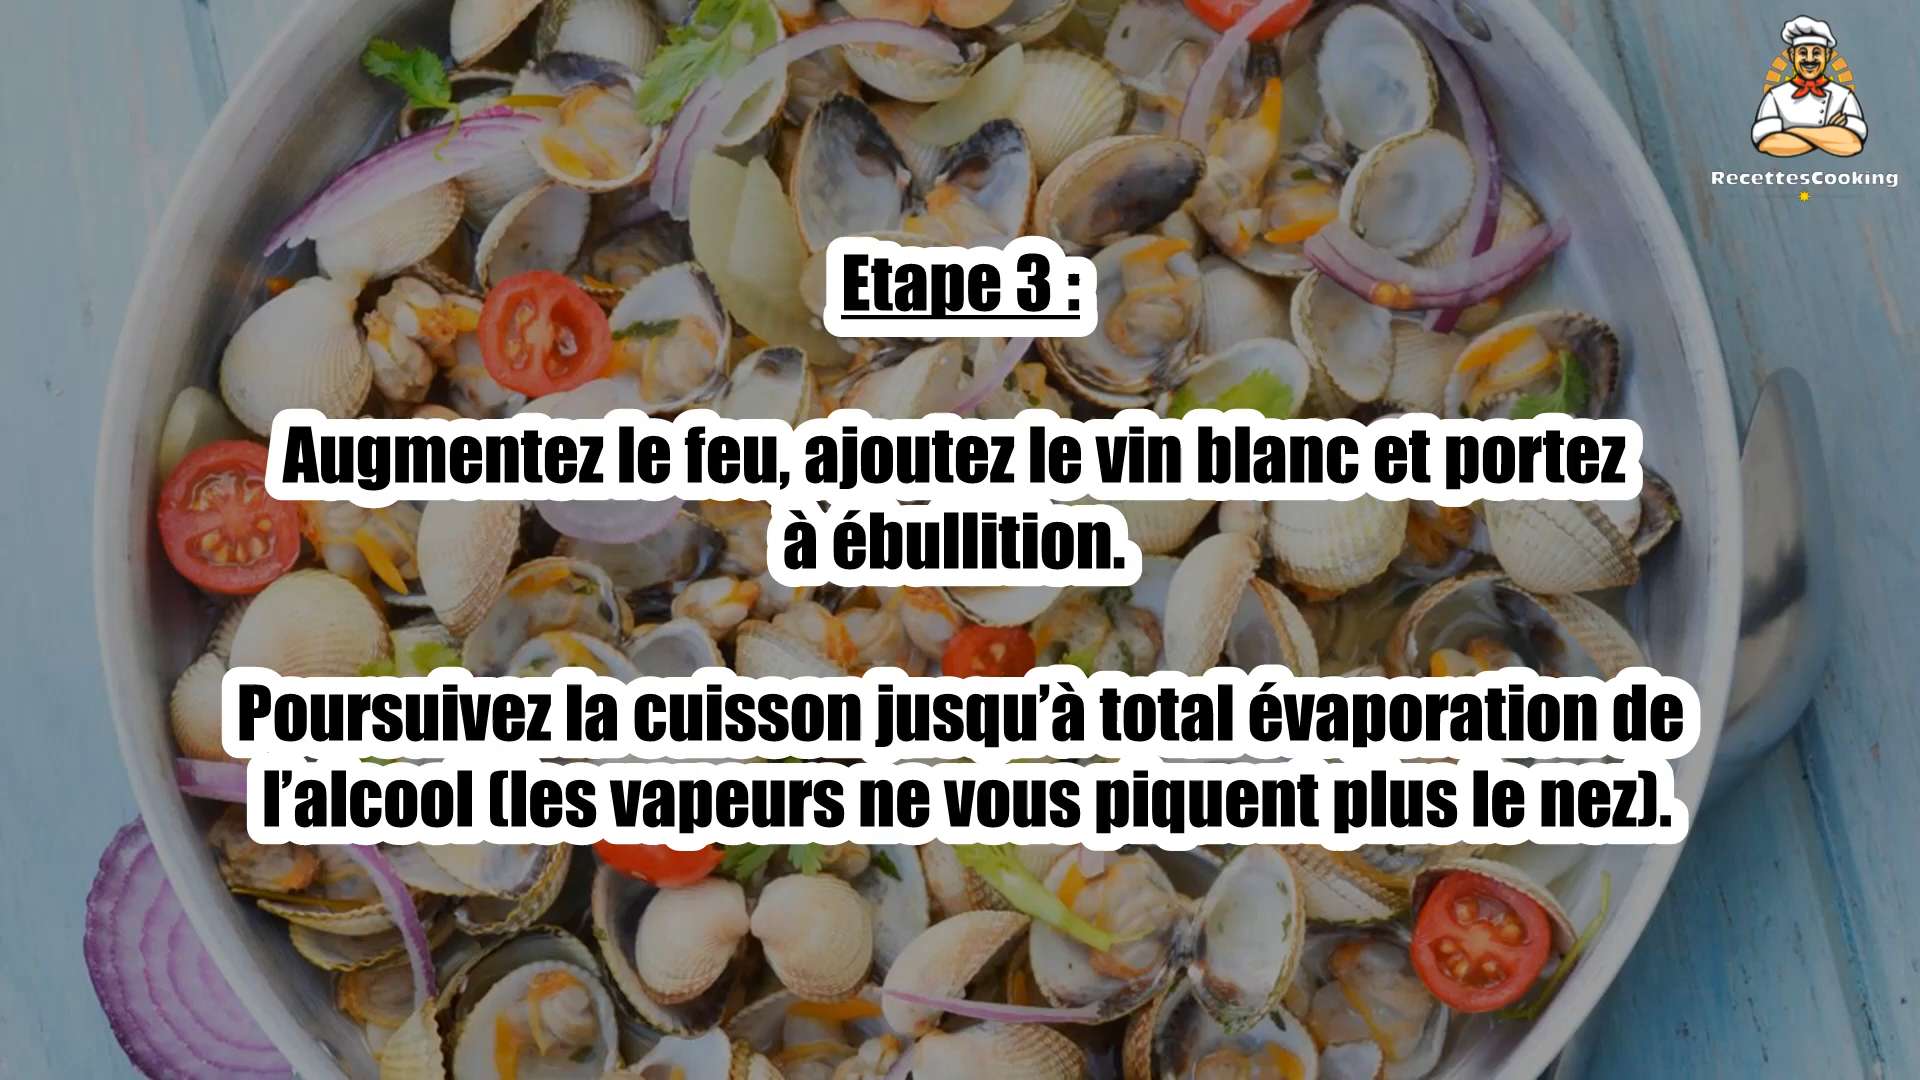 RecettesCooking
Etape 3 :
Augmentez le feu, ajoutez le vin blanc et portez
à ébullition.
Poursuivez la cuisson jusqu’à total évaporation de
l’alcool (les vapeurs ne vous piquent plus le nez).